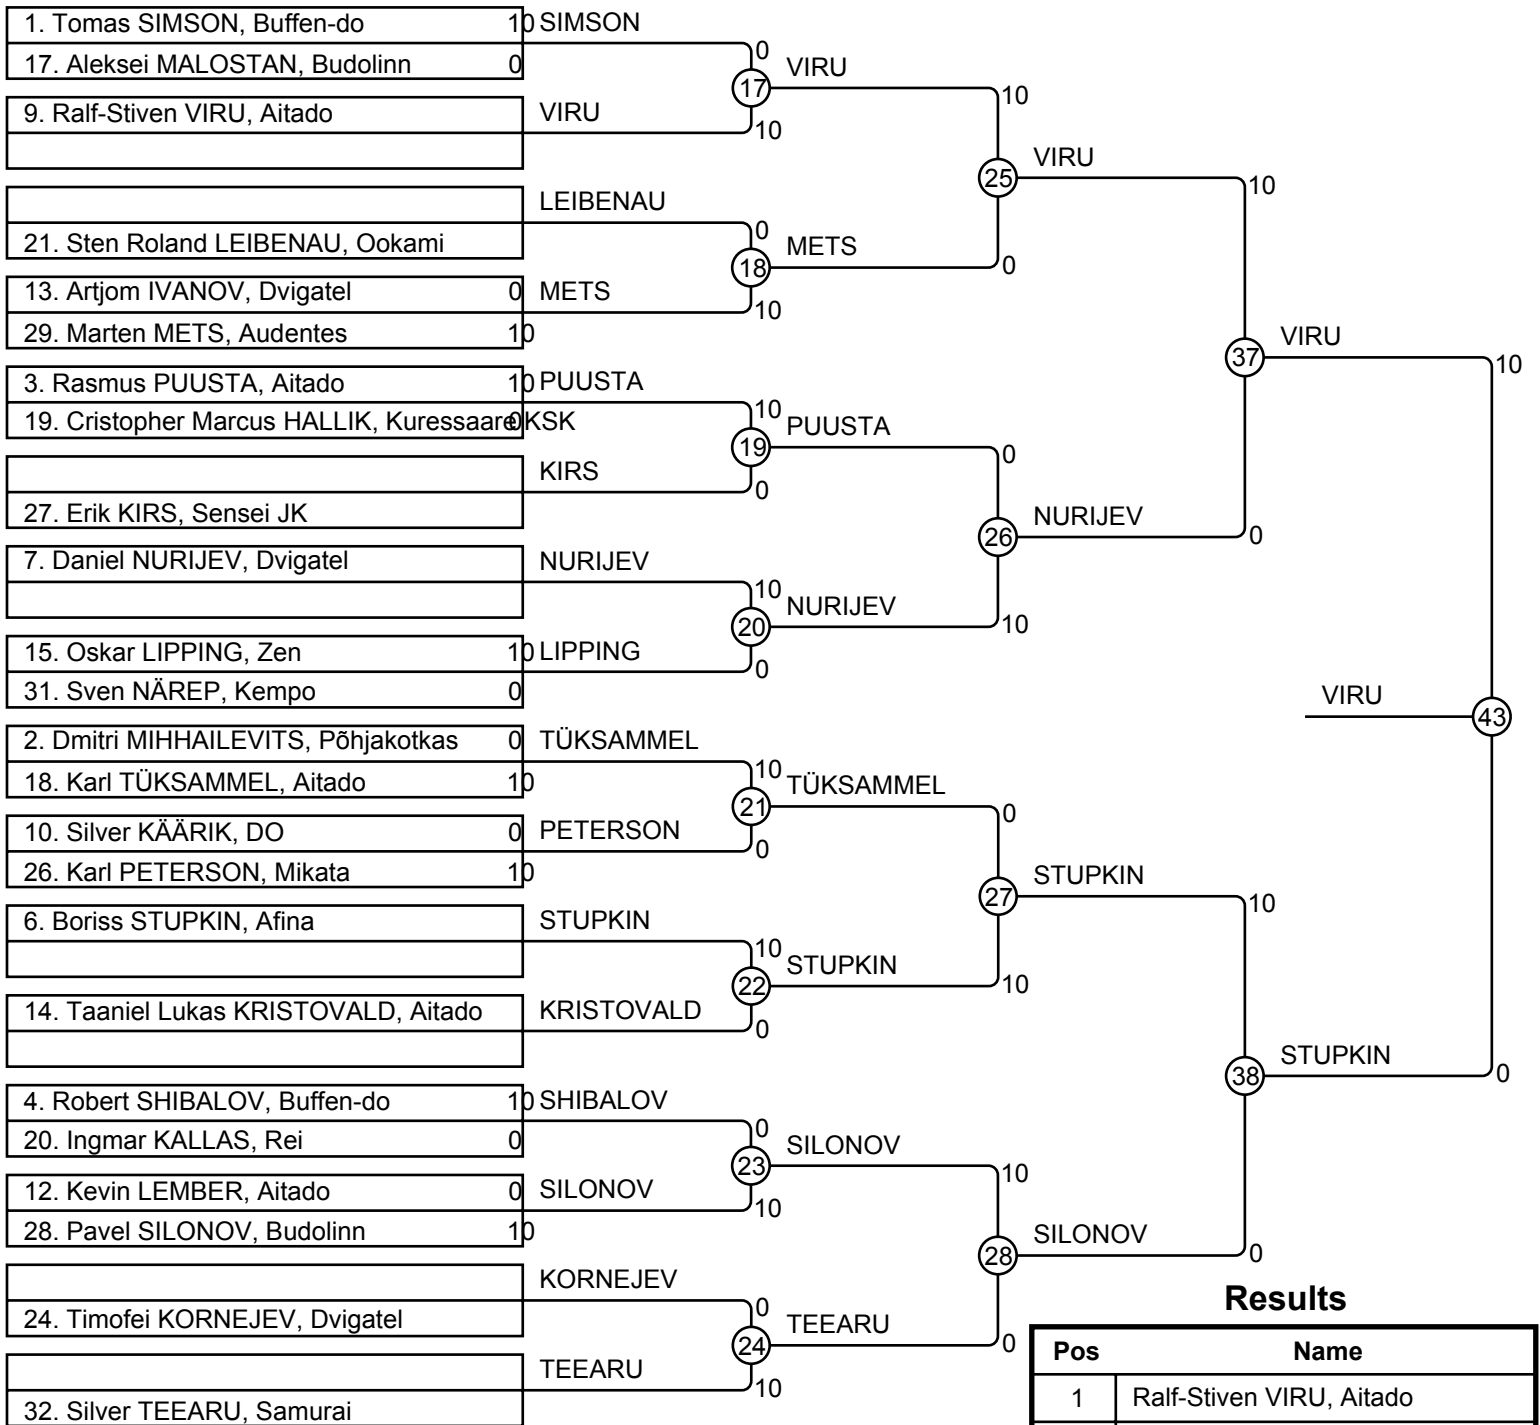 1. Tomas SIMSON, Buffen-do 10 SIMSON
17. Aleksei MALOSTAN, Budolinn 0
0
17
VIRU
10
9. Ralf-Stiven VIRU, Aitado VIRU
10
25
VIRU
10
LEIBENAU
21. Sten Roland LEIBENAU, Ookami
0
18
METS
0
13. Artjom IVANOV, Dvigatel 0 METS
29. Marten METS, Audentes 10
10
37
VIRU
10
3. Rasmus PUUSTA, Aitado 10 PUUSTA
19. Cristopher Marcus HALLIK, Kuressaare KSK 0
10
19
PUUSTA
0
KIRS
27. Erik KIRS, Sensei JK
0
26
NURIJEV
0
7. Daniel NURIJEV, Dvigatel NURIJEV
10
20
NURIJEV
10
15. Oskar LIPPING, Zen 10 LIPPING
31. Sven NÄREP, Kempo 0
0
VIRU
43
2. Dmitri MIHHAILEVITS, Põhjakotkas 0 TÜKSAMMEL
18. Karl TÜKSAMMEL, Aitado 10
10
21
TÜKSAMMEL
0
10. Silver KÄÄRIK, DO 0 PETERSON
26. Karl PETERSON, Mikata 10
0
27
STUPKIN
10
6. Boriss STUPKIN, Afina STUPKIN
10
22
STUPKIN
10
14. Taaniel Lukas KRISTOVALD, Aitado KRISTOVALD
0
38
STUPKIN
0
4. Robert SHIBALOV, Buffen-do 10 SHIBALOV
20. Ingmar KALLAS, Rei 0
0
23
SILONOV
10
12. Kevin LEMBER, Aitado 0 SILONOV
28. Pavel SILONOV, Budolinn 10
10
28
SILONOV
0
KORNEJEV
24. Timofei KORNEJEV, Dvigatel
0
24
TEEARU
0
TEEARU
32. Silver TEEARU, Samurai
10
Results
Pos Name
1 Ralf-Stiven VIRU, Aitado